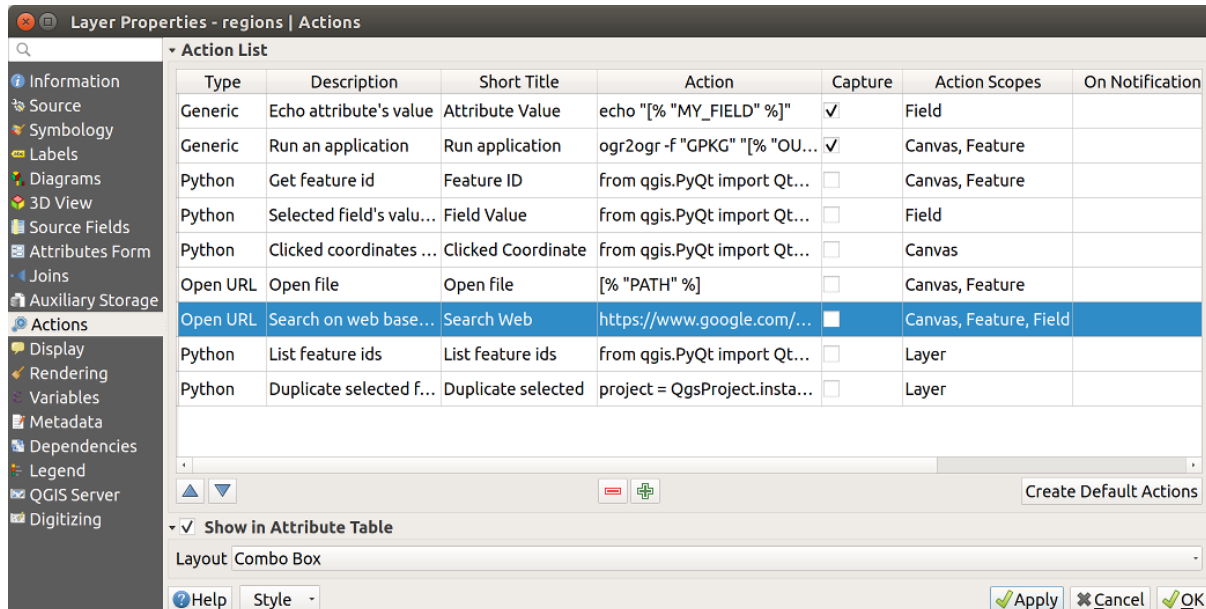 Layer Properties - regions | Actions
Information
Source
Symbology
Labels
Diagrams
3D View
Source Fields
Attributes Form
Joins
Auxiliary Storage
Actions
Display
Rendering
Variables
Metadata
Dependencies
Legend
QGIS Server
Digitizing
Action List
Type Description Short Title Action Capture Action Scopes On Notification
Generic Echo attribute's value Attribute Value echo "[% "MY_FIELD" %]" Field
Generic Run an application Run application ogr2ogr -f "GPKG" "[% "OU... Canvas, Feature
Python Get feature id Feature ID from qgis.PyQt import Qt... Canvas, Feature
Python Selected field's valu... Field Value from qgis.PyQt import Qt... Field
Python Clicked coordinates ... Clicked Coordinate from qgis.PyQt import Qt... Canvas
Open URL Open file Open file [% "PATH" %] Canvas, Feature
Open URL Search on web base... Search Web https://www.google.com/... Canvas, Feature, Field
Python List feature ids List feature ids from qgis.PyQt import Qt... Layer
Python Duplicate selected f... Duplicate selected project = QgsProject.insta... Layer
Create Default Actions
Show in Attribute Table
Layout Combo Box
Help Style Apply Cancel OK